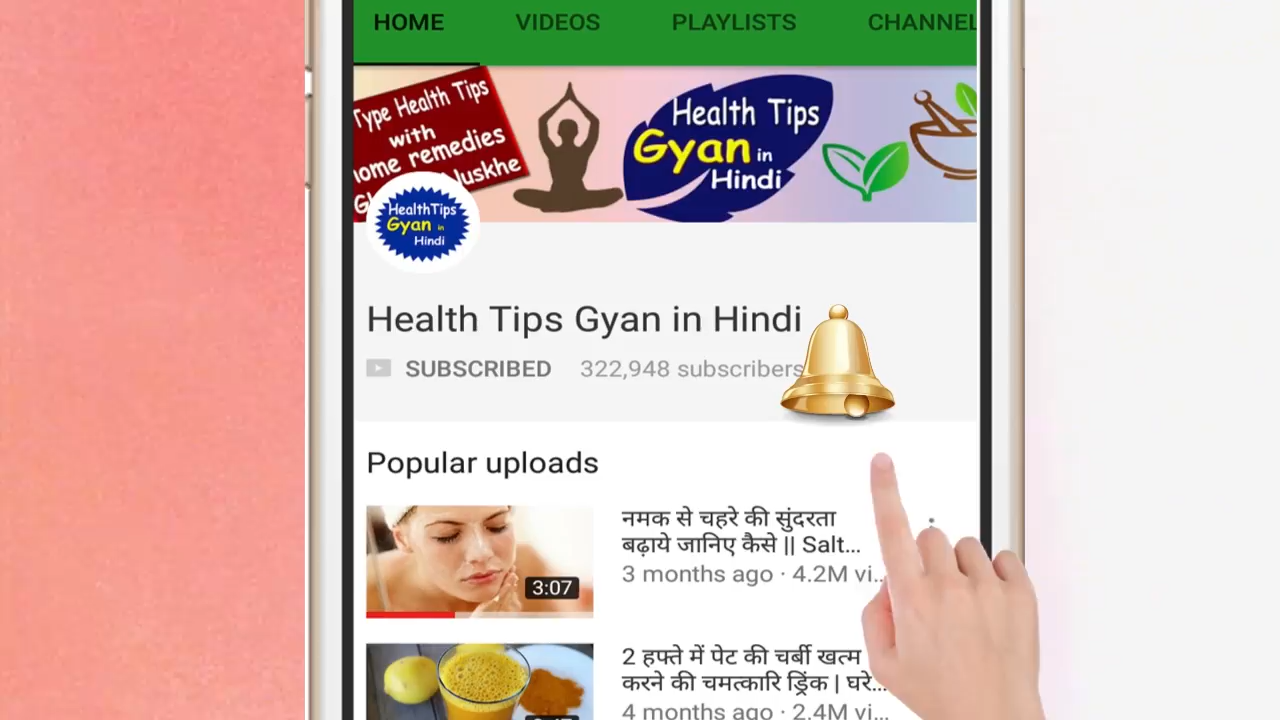 HOME VIDEOS PLAYLISTS CHANNEL
Type Health Tips
with
home remedies
Nuskhe
Health Tips
Gyan in
Hindi
HealthTips
Gyan in
Hindi
Health Tips Gyan in Hindi
SUBSCRIBED 322,948 subscribers
Popular uploads
नमक से चहरे की सुंदरता
बढ़ाये जानिए कैसे || Salt...
3 months ago · 4.2M vi...
3:07
2 हफ्ते में पेट की चर्बी खत्म
करने की चमत्कारि ड्रिंक | घरे...
4 months ago · 2.4M vi...